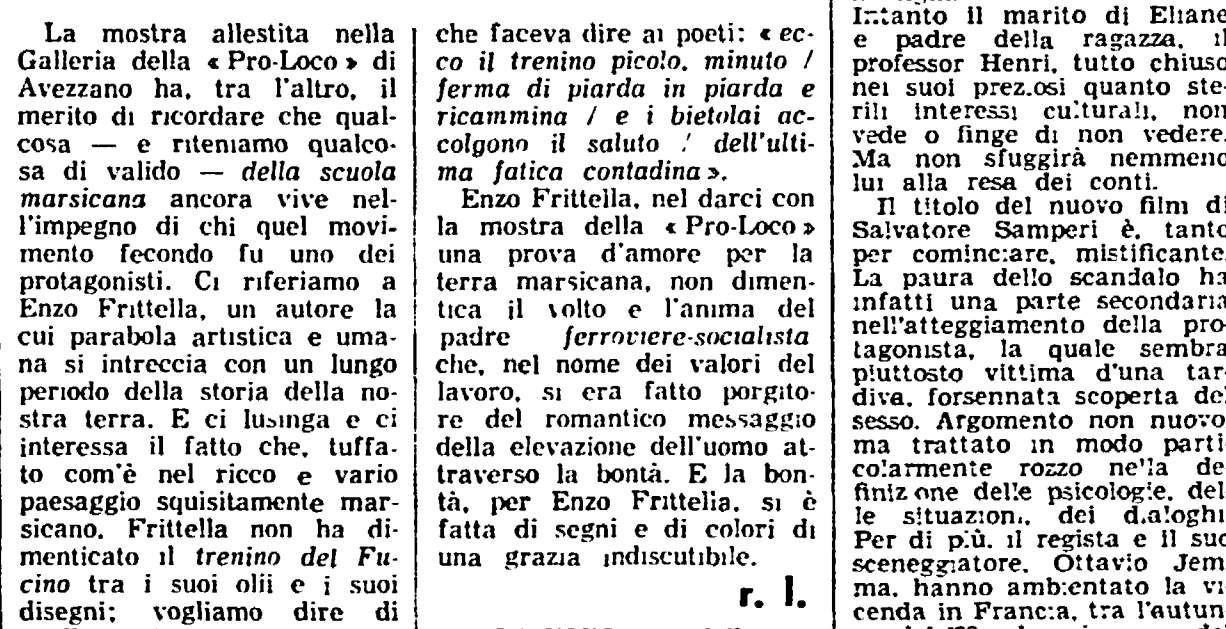 La mostra allestita nella
Galleria della « Pro-Loco » di
Avezzano ha, tra l'altro, il
merito di ricordare che qual-
cosa — e riteniamo qualco-
sa di valido — della scuola
marsicana ancora vive nel-
l'impegno di chi quel movi-
mento fecondo fu uno dei
protagonisti. Ci riferiamo a
Enzo Frittella, un autore la
cui parabola artistica e uma-
na si intreccia con un lungo
periodo della storia della no-
stra terra. E ci lusinga e ci
interessa il fatto che, tuffa-
to com'è nel ricco e vario
paesaggio squisitamente mar-
sicano, Frittella non ha di-
menticato il trenino del Fu-
cino tra i suoi olii e i suoi
disegni; vogliamo dire di
che faceva dire ai poeti: « ec-
co il trenino picolo, minuto /
ferma di piarda in piarda e
ricammina / e i bietolai ac-
colgono il saluto / dell'ulti-
ma fatica contadina ».
Enzo Frittella, nel darci con
la mostra della « Pro-Loco »
una prova d'amore per la
terra marsicana, non dimen-
tica il volto e l'anima del
padre ferroviere-socialista
che, nel nome dei valori del
lavoro, si era fatto porgito-
re del romantico messaggio
della elevazione dell'uomo at-
traverso la bontà. E la bon-
tà, per Enzo Frittella, si è
fatta di segni e di colori di
una grazia indiscutibile.
r. l.
Intanto il marito di Eliane
e padre della ragazza, il
professor Henri, tutto chiuso
nei suoi preziosi quanto ste-
rili interessi culturali, non
vede o finge di non vedere.
Ma non sfuggirà nemmeno
lui alla resa dei conti.
Il titolo del nuovo film di
Salvatore Samperi è, tanto
per cominciare, mistificante.
La paura dello scandalo ha
infatti una parte secondaria
nell'atteggiamento della pro-
tagonista, la quale sembra
piuttosto vittima d'una tar-
diva, forsennata scoperta del
sesso. Argomento non nuovo
ma trattato in modo parti-
colarmente rozzo nella de-
finizione delle psicologie, del-
le situazioni, dei dialoghi
Per di più, il regista e il suo
sceneggiatore, Ottavio Jem-
ma, hanno ambientato la vi-
cenda in Francia, tra l'autun-